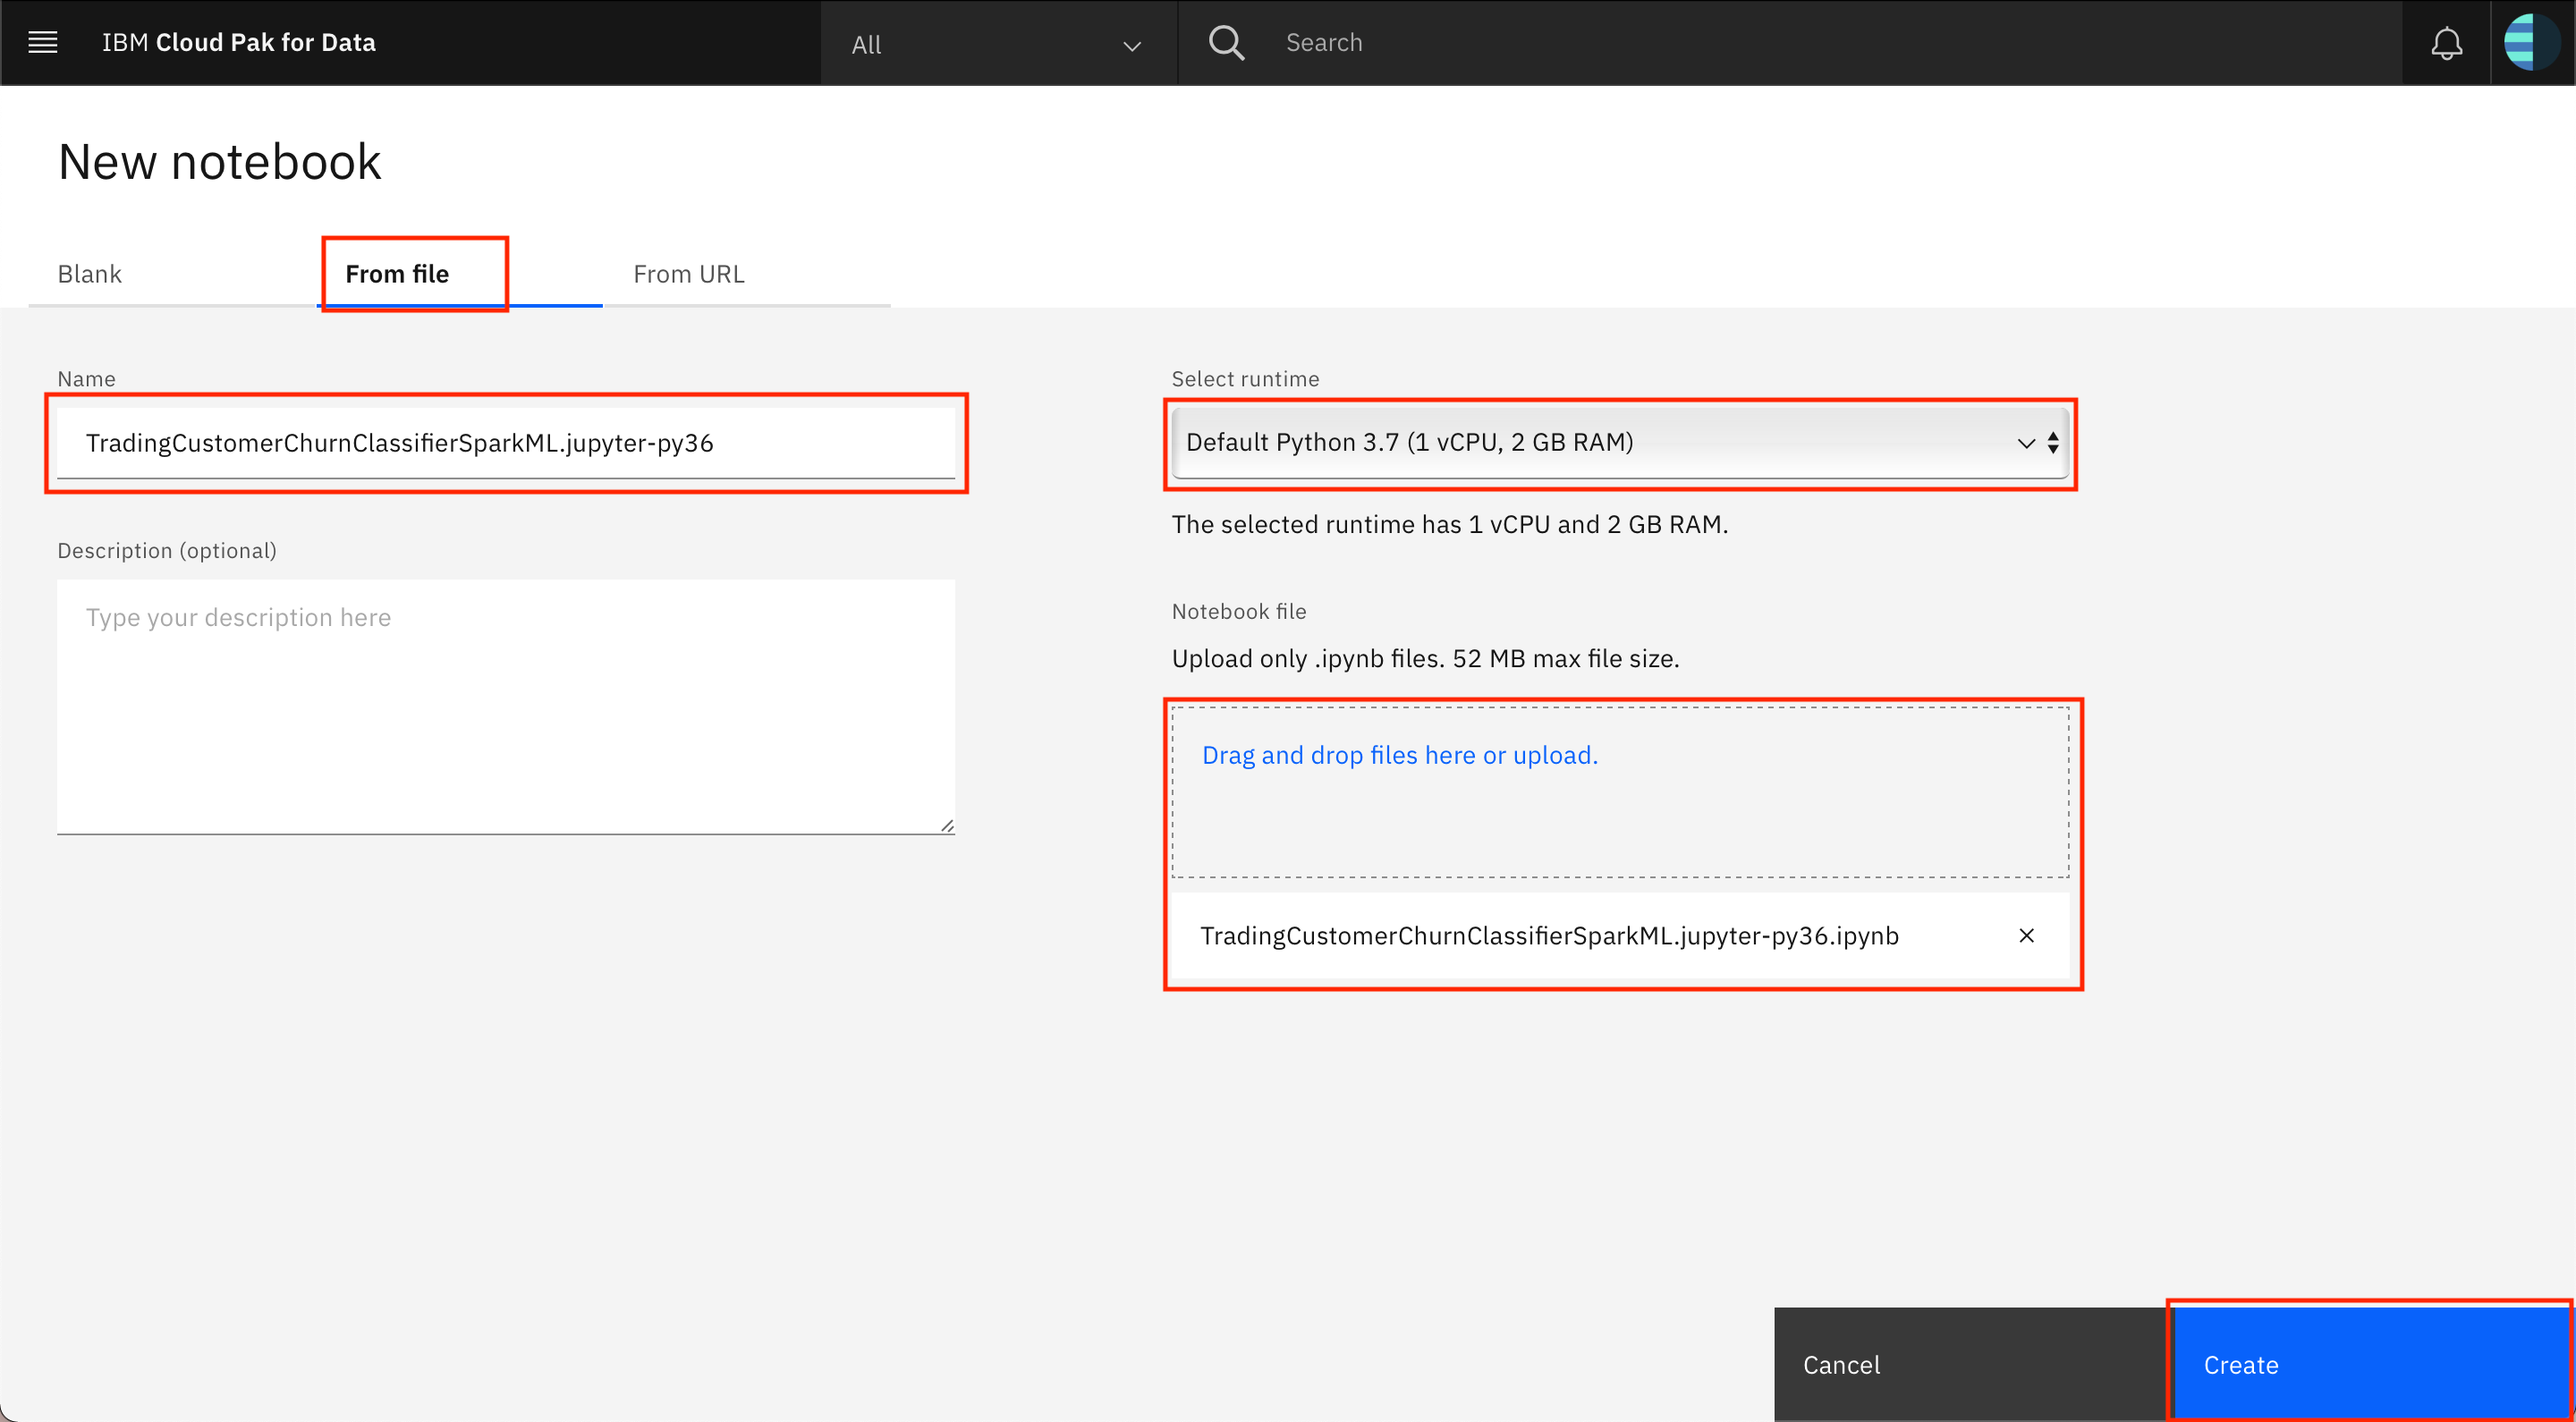 IBM Cloud Pak for Data
All
Search
New notebook
Blank
From file
From URL
Name
TradingCustomerChurnClassifierSparkML.jupyter-py36
Description (optional)
Type your description here
Select runtime
Default Python 3.7 (1 vCPU, 2 GB RAM)
The selected runtime has 1 vCPU and 2 GB RAM.
Notebook file
Upload only .ipynb files. 52 MB max file size.
Drag and drop files here or upload.
TradingCustomerChurnClassifierSparkML.jupyter-py36.ipynb
Cancel
Create